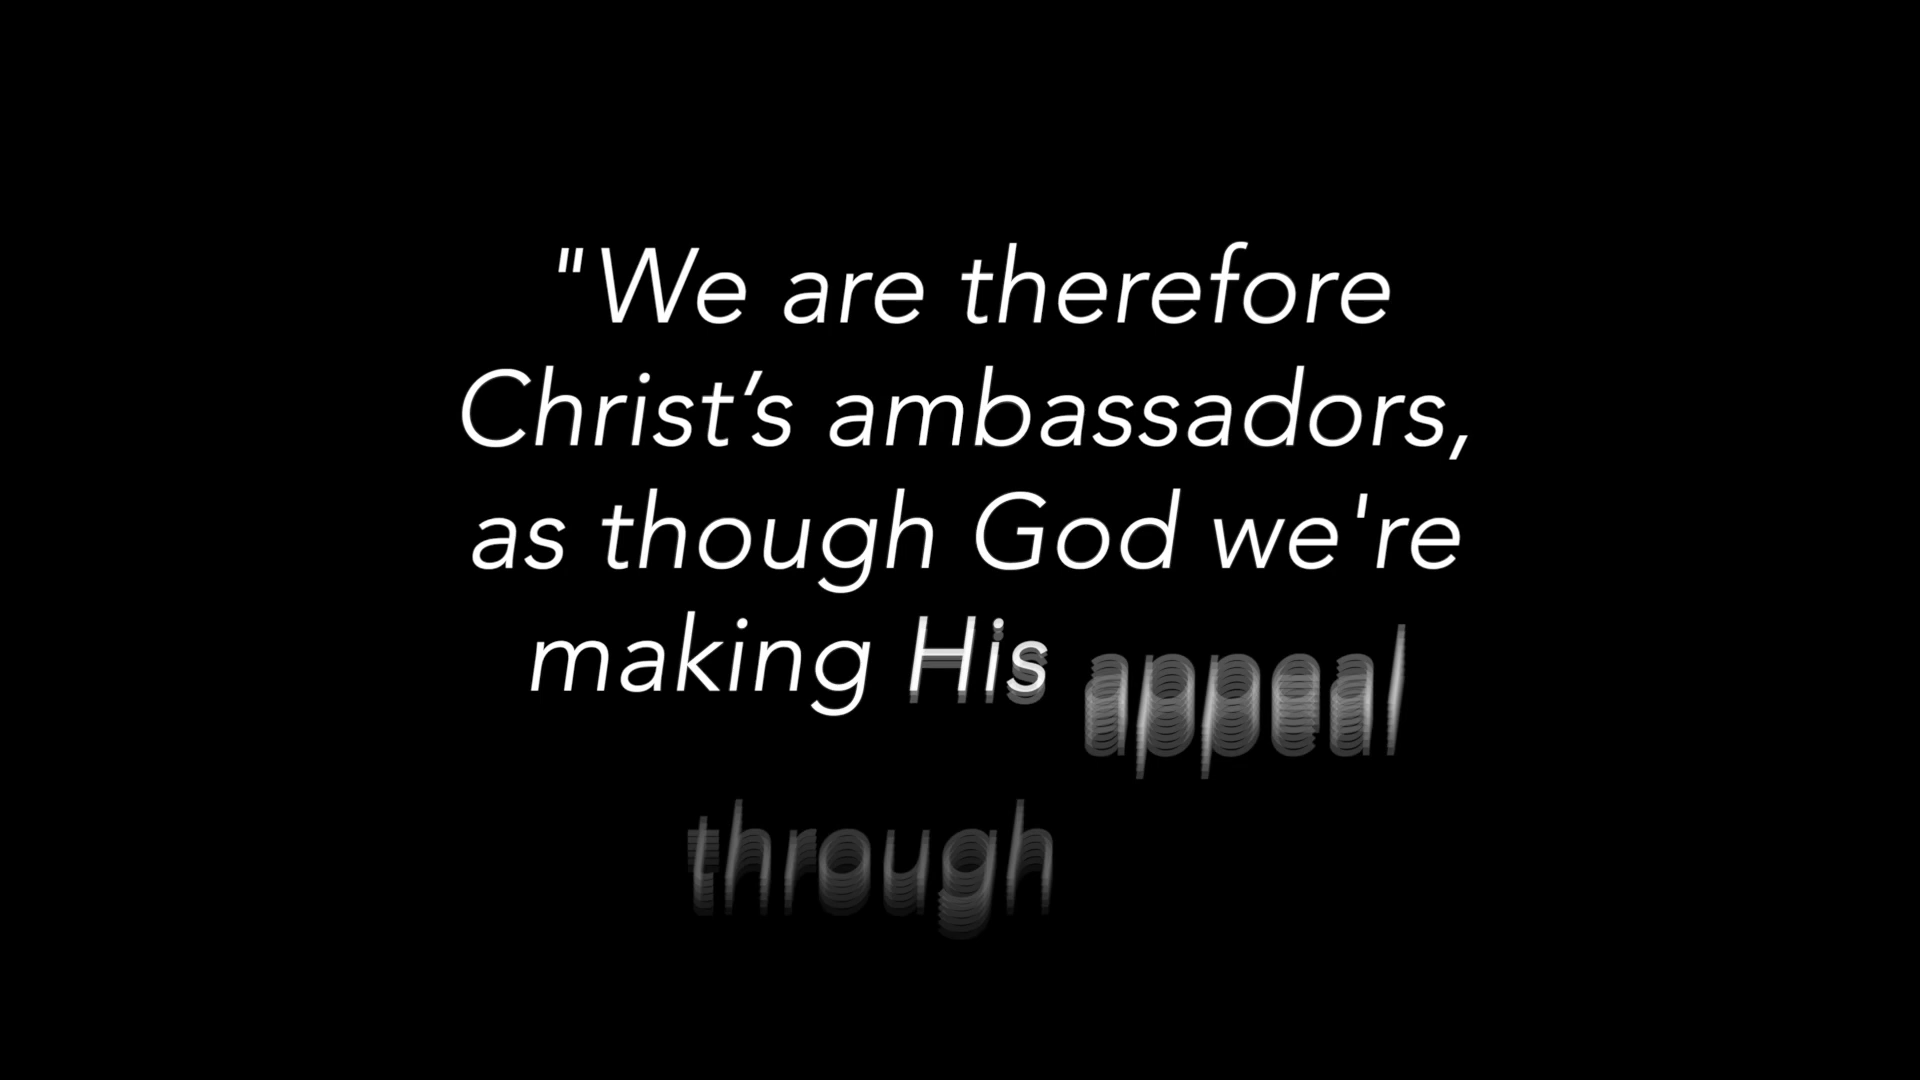 "We are therefore
Christ’s ambassadors,
as though God we're
making His appeal
through